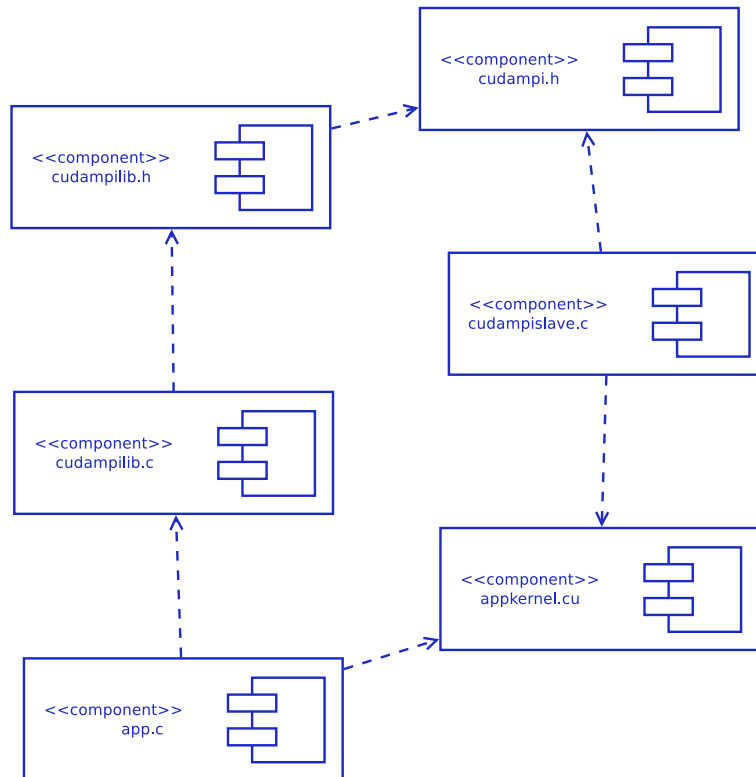 <<component>>
cudampi.h
<<component>>
cudampilib.h
<<component>>
cudampislave.c
<<component>>
cudampilib.c
<<component>>
appkernel.cu
<<component>>
app.c